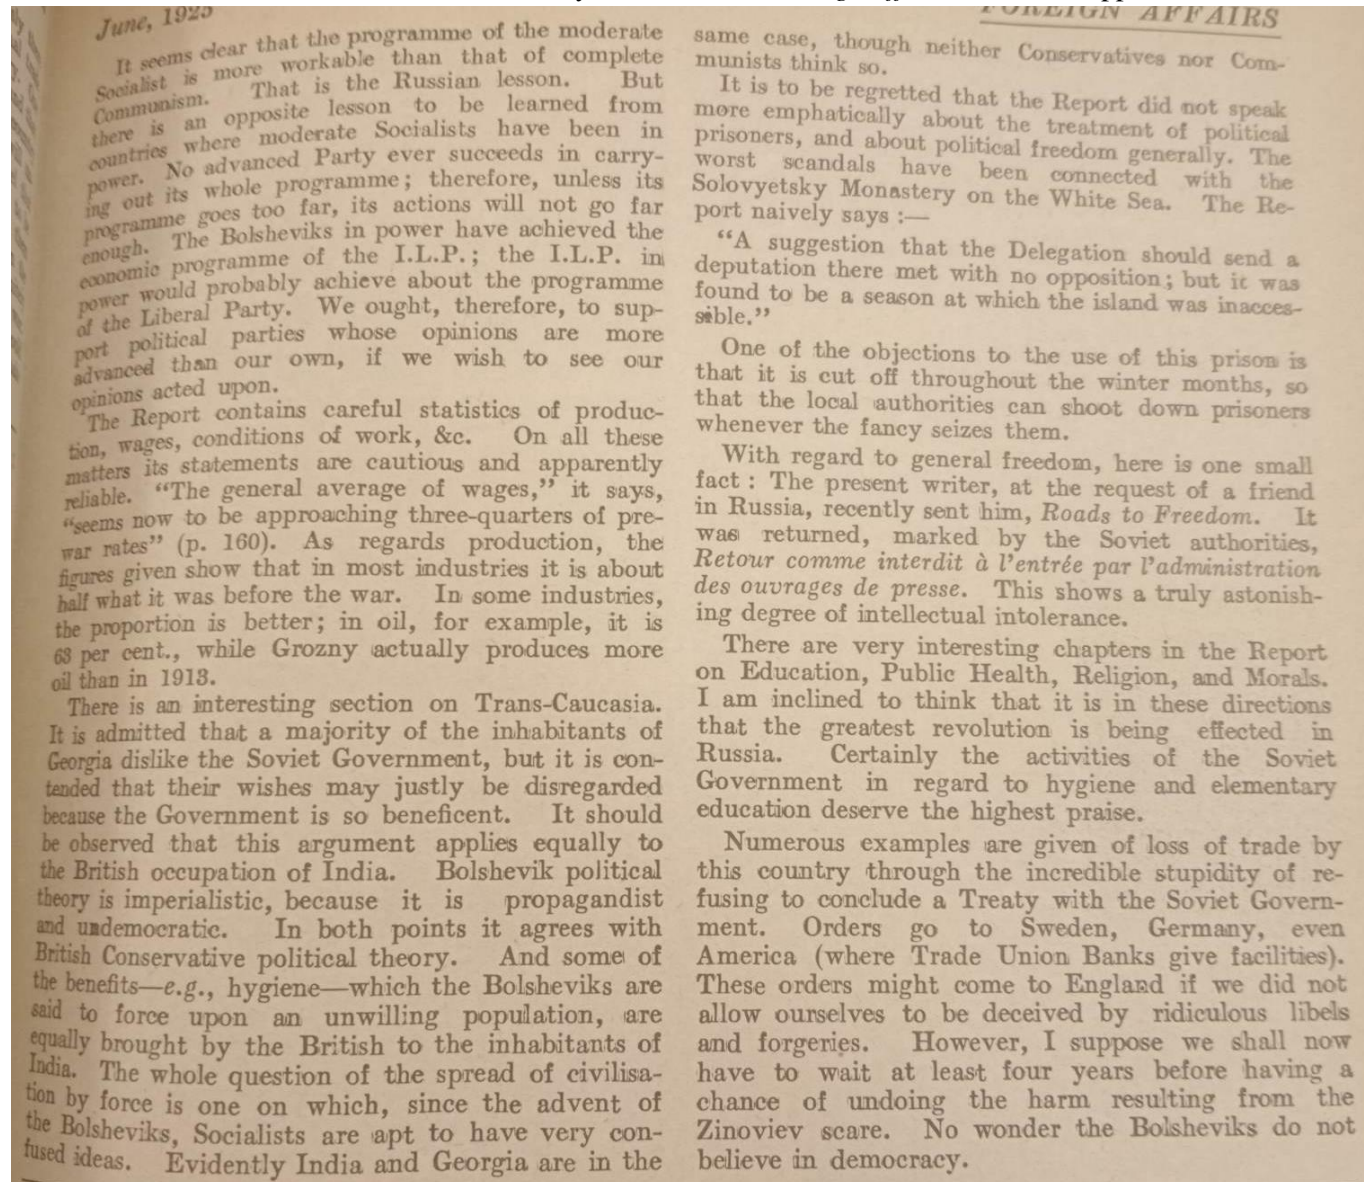 June, 1925
FOREIGN AFFAIRS
It seems clear that the programme of the moderate
Socialist is more workable than that of complete
Communism. That is the Russian lesson. But
there is an opposite lesson to be learned from
countries where moderate Socialists have been in
power. No advanced Party ever succeeds in carry-
ing out its whole programme; therefore, unless its
programme goes too far, its actions will not go far
enough. The Bolsheviks in power have achieved the
economic programme of the I.L.P.; the I.L.P. in
power would probably achieve about the programme
of the Liberal Party. We ought, therefore, to sup-
port political parties whose opinions are more
advanced than our own, if we wish to see our
opinions acted upon.
The Report contains careful statistics of produc-
tion, wages, conditions of work, &c. On all these
matters its statements are cautious and apparently
reliable. “The general average of wages,” it says,
“seems now to be approaching three-quarters of pre-
war rates” (p. 160). As regards production, the
figures given show that in most industries it is about
half what it was before the war. In some industries,
the proportion is better; in oil, for example, it is
63 per cent., while Grozny actually produces more
oil than in 1913.
There is an interesting section on Trans-Caucasia.
It is admitted that a majority of the inhabitants of
Georgia dislike the Soviet Government, but it is con-
tended that their wishes may justly be disregarded
because the Government is so beneficent. It should
be observed that this argument applies equally to
the British occupation of India. Bolshevik political
theory is imperialistic, because it is propagandist
and undemocratic. In both points it agrees with
British Conservative political theory. And some of
the benefits—e.g., hygiene—which the Bolsheviks are
said to force upon an unwilling population, are
equally brought by the British to the inhabitants of
India. The whole question of the spread of civilisa-
tion by force is one on which, since the advent of
the Bolsheviks, Socialists are apt to have very con-
fused ideas. Evidently India and Georgia are in the
same case, though neither Conservatives nor Com-
munists think so.
It is to be regretted that the Report did not speak
more emphatically about the treatment of political
prisoners, and about political freedom generally. The
worst scandals have been connected with the
Solovyetsky Monastery on the White Sea. The Re-
port naively says :—
“A suggestion that the Delegation should send a
deputation there met with no opposition; but it was
found to be a season at which the island was inacces-
sible.”
One of the objections to the use of this prison is
that it is cut off throughout the winter months, so
that the local authorities can shoot down prisoners
whenever the fancy seizes them.
With regard to general freedom, here is one small
fact : The present writer, at the request of a friend
in Russia, recently sent him, Roads to Freedom. It
was returned, marked by the Soviet authorities,
Retour comme interdit à l’entrée par l’administration
des ouvrages de presse. This shows a truly astonish-
ing degree of intellectual intolerance.
There are very interesting chapters in the Report
on Education, Public Health, Religion, and Morals.
I am inclined to think that it is in these directions
that the greatest revolution is being effected in
Russia. Certainly the activities of the Soviet
Government in regard to hygiene and elementary
education deserve the highest praise.
Numerous examples are given of loss of trade by
this country through the incredible stupidity of re-
fusing to conclude a Treaty with the Soviet Govern-
ment. Orders go to Sweden, Germany, even
America (where Trade Union Banks give facilities).
These orders might come to England if we did not
allow ourselves to be deceived by ridiculous libels
and forgeries. However, I suppose we shall now
have to wait at least four years before having a
chance of undoing the harm resulting from the
Zinoviev scare. No wonder the Bolsheviks do not
believe in democracy.